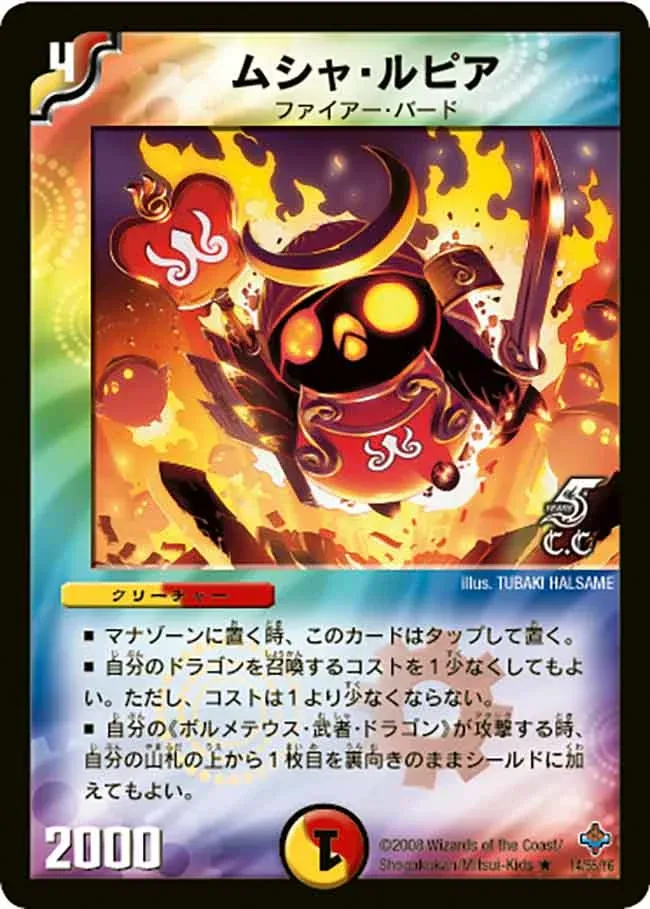 4
ムシャ・ルピア
ファイアー・バード
5
YEARS
C.C
illus. TUBAKI HALSAME
クリーチャー
■ マナゾーンに置く時、このカードはタップして置く。
■ 自分のドラゴンを召喚するコストを1少なくしてもよ
い。ただし、コストは1より少なくならない。
■ 自分の《ボルメテウス・武者・ドラゴン》が攻撃する時、
自分の山札の上から1枚目を裏向きのままシールドに加
えてもよい。
2000
1
©2008 Wizards of the Coast/
Shogakukan/Mitsui-Kids ★
14/55/Y6